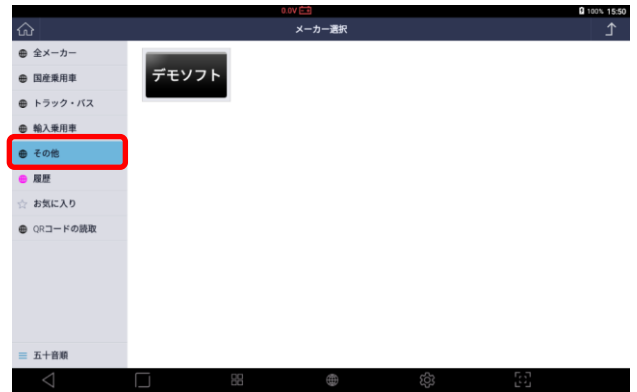 0.0V
100% 15:50
メーカー選択
全メーカー
国産乗用車
トラック・バス
輸入乗用車
その他
履歴
お気に入り
QRコードの読取
五十音順
デモソフト